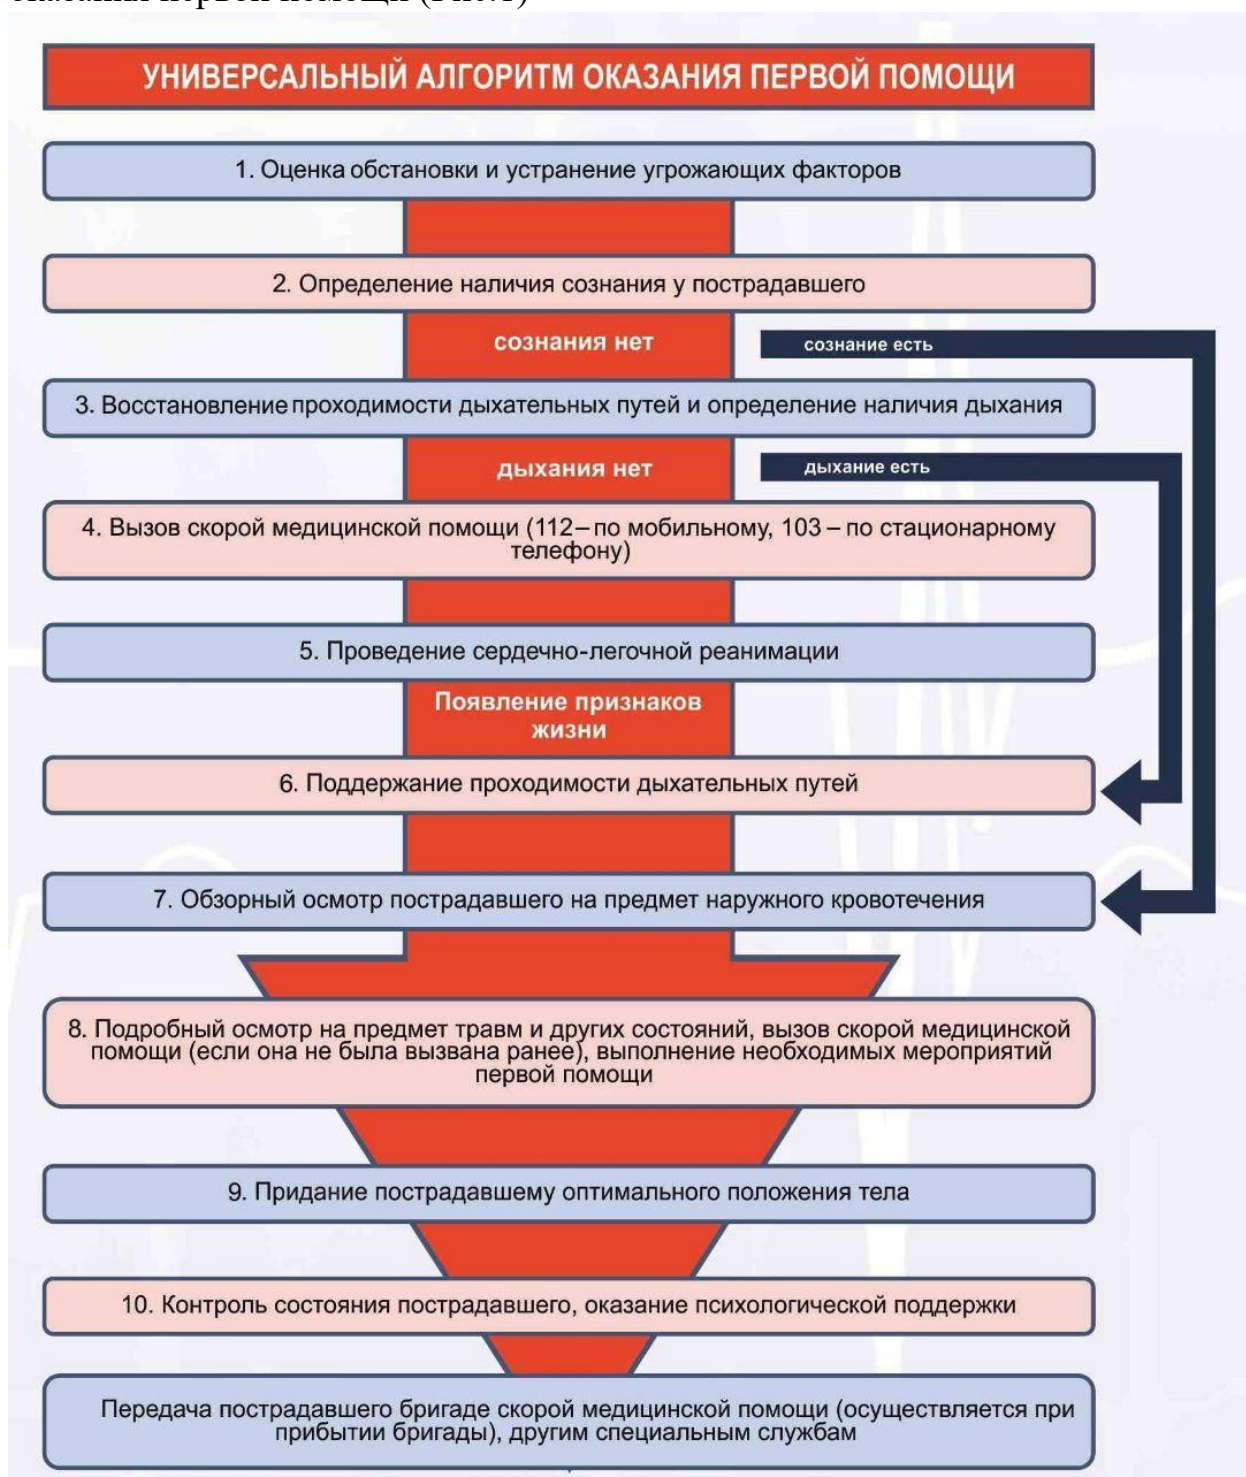 оказания первой помощи (Рис.1)
УНИВЕРСАЛЬНЫЙ АЛГОРИТМ ОКАЗАНИЯ ПЕРВОЙ ПОМОЩИ
1. Оценка обстановки и устранение угрожающих факторов
2. Определение наличия сознания у пострадавшего
сознания нет
сознание есть
3. Восстановление проходимости дыхательных путей и определение наличия дыхания
дыхания нет
дыхание есть
4. Вызов скорой медицинской помощи (112 – по мобильному, 103 – по стационарному
телефону)
5. Проведение сердечно-легочной реанимации
Появление признаков
жизни
6. Поддержание проходимости дыхательных путей
7. Обзорный осмотр пострадавшего на предмет наружного кровотечения
8. Подробный осмотр на предмет травм и других состояний, вызов скорой медицинской
помощи (если она не была вызвана ранее), выполнение необходимых мероприятий
первой помощи
9. Придание пострадавшему оптимального положения тела
10. Контроль состояния пострадавшего, оказание психологической поддержки
Передача пострадавшего бригаде скорой медицинской помощи (осуществляется при
прибытии бригады), другим специальным службам